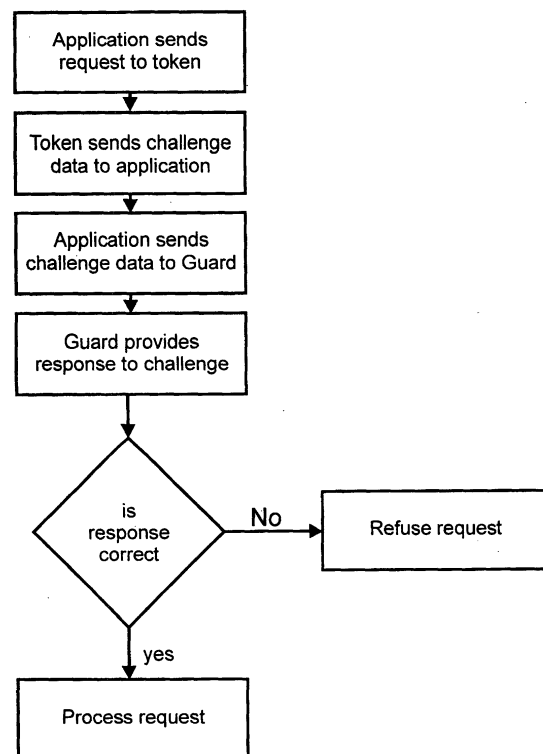 Application sends
request to token
Token sends challenge
data to application
Application sends
challenge data to Guard
Guard provides
response to challenge
is
response
correct
No
Refuse request
yes
Process request